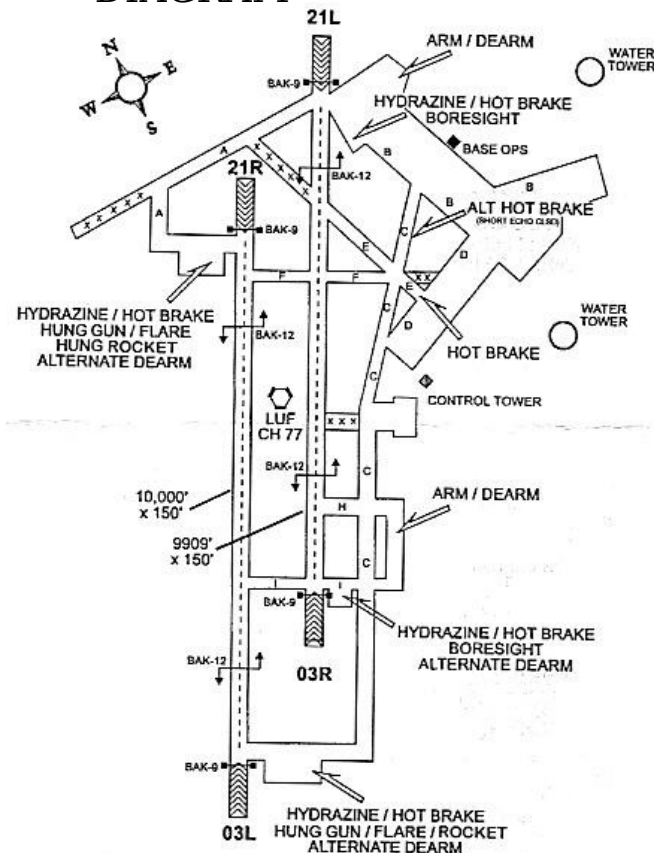 DIAGRAM
21L
N
E
W
S
ARM / DEARM
WATER
TOWER
BAK-9
HYDRAZINE / HOT BRAKE
BORESIGHT
BASE OPS
A
B
X X X X X
21R
BAK-12
B
B
X X X X X
A
ALT HOT BRAKE
(SHORT ECHO CLSD)
C
BAK-9
E
D
F
F
X X
E
HYDRAZINE / HOT BRAKE
HUNG GUN / FLARE
HUNG ROCKET
ALTERNATE DEARM
C
D
WATER
TOWER
BAK-12
HOT BRAKE
C
LUF
CH 77
CONTROL TOWER
X X X
BAK-12
C
10,000'
x 150'
ARM / DEARM
H
9909'
x 150'
C
I
I
BAK-9
HYDRAZINE / HOT BRAKE
BORESIGHT
ALTERNATE DEARM
BAK-12
03R
BAK-9
03L
HYDRAZINE / HOT BRAKE
HUNG GUN / FLARE / ROCKET
ALTERNATE DEARM